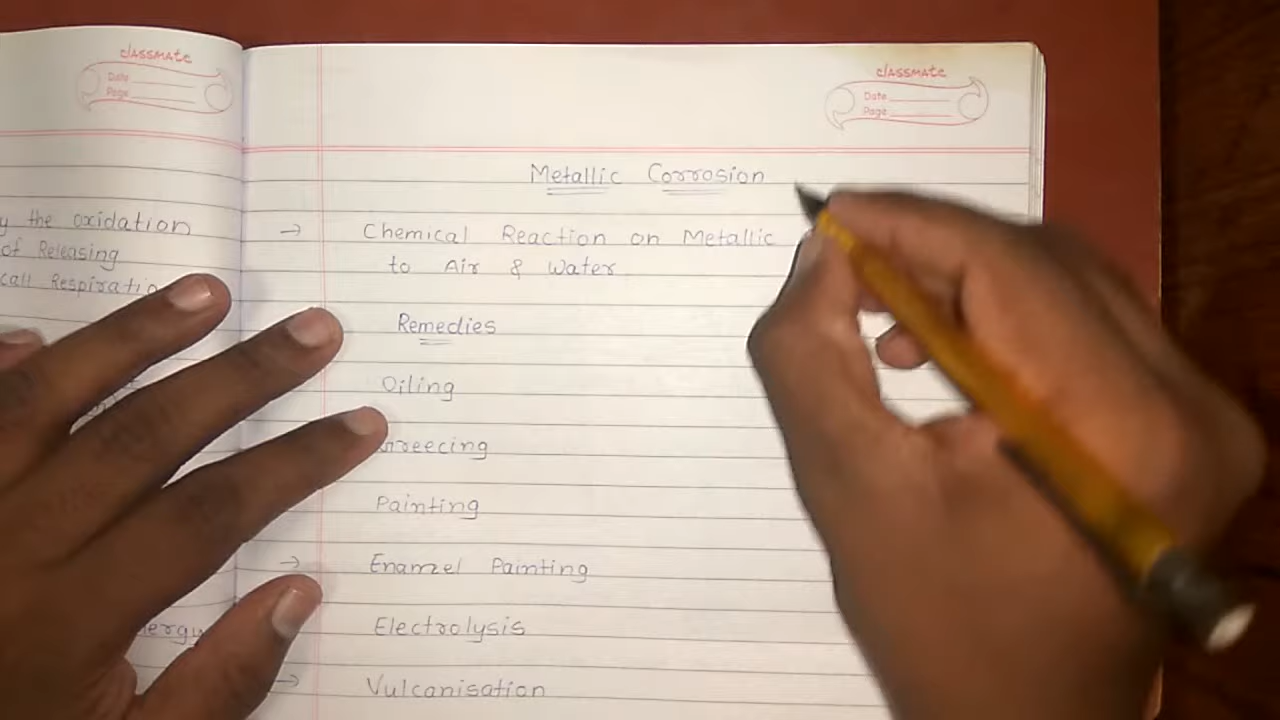 classmate
Date
Page
classmate
Date
Page
y the oxidation
of Releasing
call Respiratio
Metallic Corrosion
→ Chemical Reaction on Metallic
to Air & Water
Remedies
Oiling
Greecing
Painting
→ Enamel Painting
Electrolysis
→ Vulcanisation